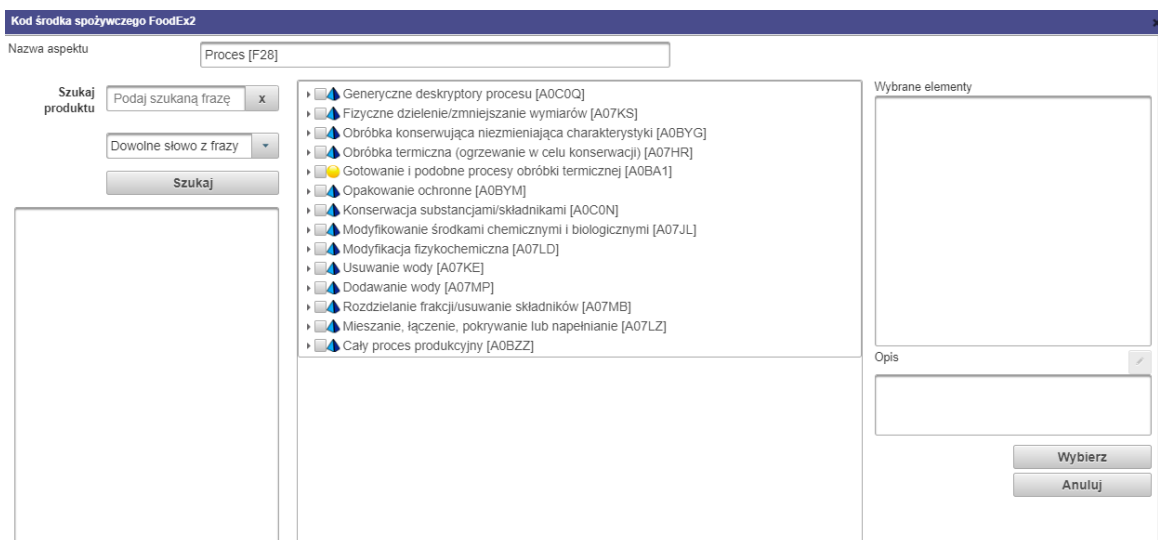 Kod środka spożywczego FoodEx2
x
Nazwa aspektu
Proces [F28]
Szukaj produktu
Podaj szukaną frazę
x
Dowolne słowo z frazy
Szukaj
Generyczne deskryptory procesu [A0C0Q]
Fizyczne dzielenie/zmniejszanie wymiarów [A07KS]
Obróbka konserwująca niezmieniająca charakterystyki [A0BYG]
Obróbka termiczna (ogrzewanie w celu konserwacji) [A07HR]
Gotowanie i podobne procesy obróbki termicznej [A0BA1]
Opakowanie ochronne [A0BYM]
Konserwacja substancjami/składnikami [A0C0N]
Modyfikowanie środkami chemicznymi i biologicznymi [A07JL]
Modyfikacja fizykochemiczna [A07LD]
Usuwanie wody [A07KE]
Dodawanie wody [A07MP]
Rozdzielanie frakcji/usuwanie składników [A07MB]
Mieszanie, łączenie, pokrywanie lub napełnianie [A07LZ]
Cały proces produkcyjny [A0BZZ]
Wybrane elementy
Opis
Wybierz
Anuluj